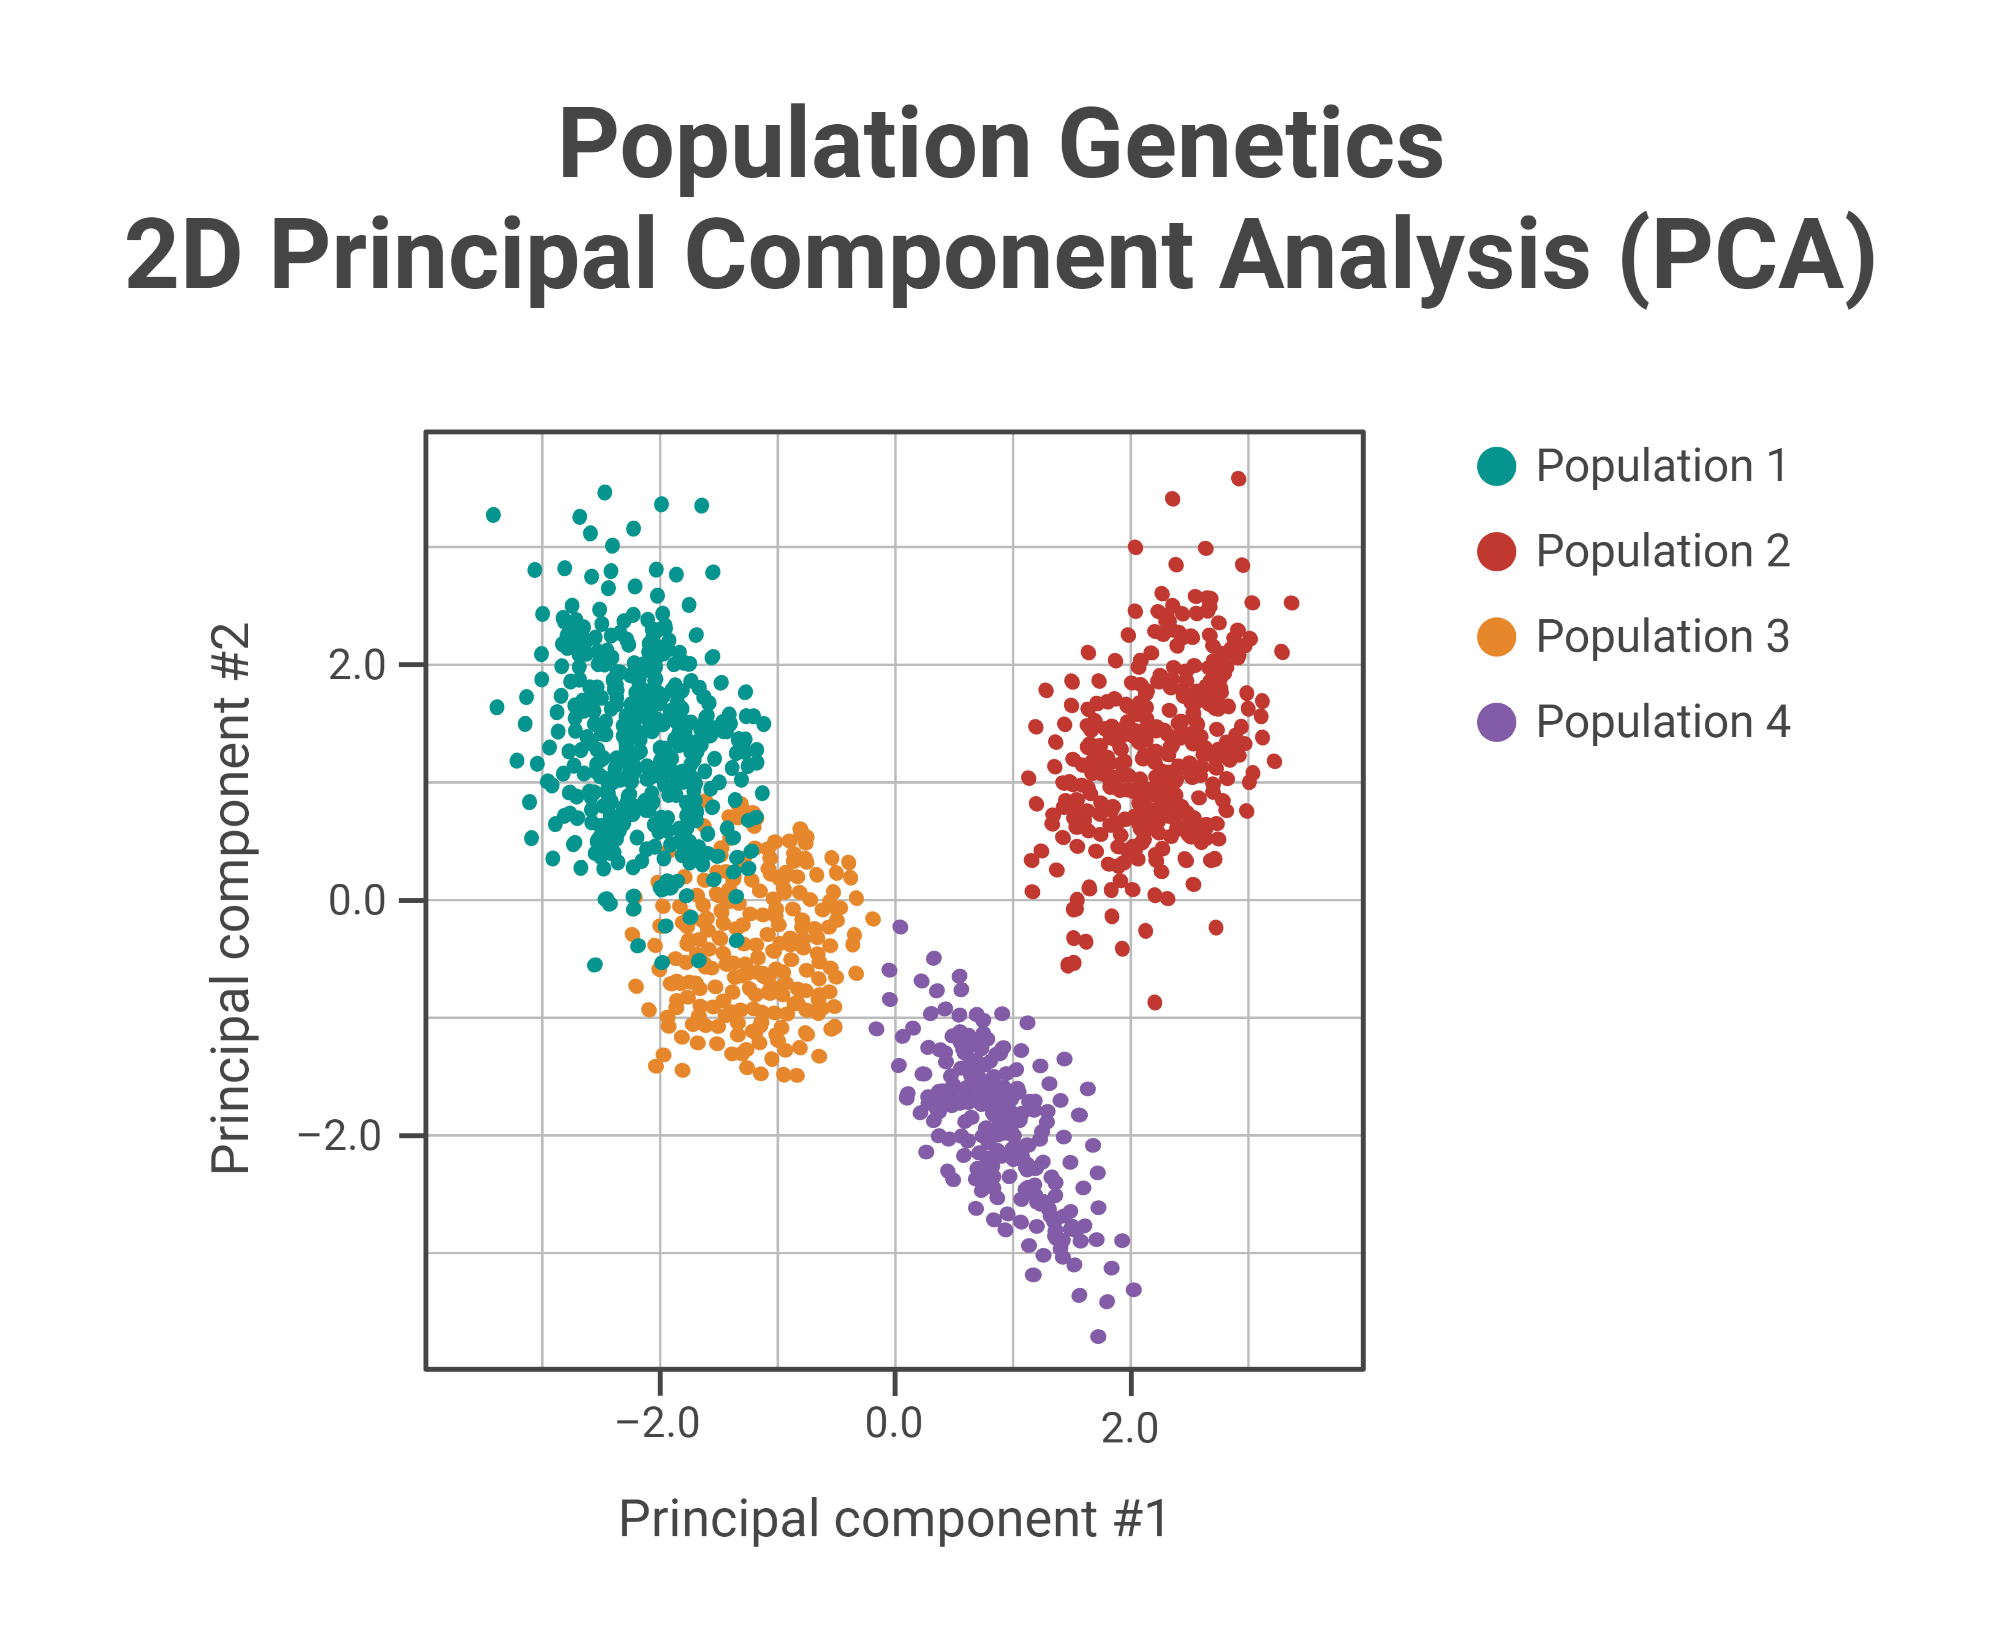 Population Genetics
2D Principal Component Analysis (PCA)
Population 1
Population 2
Population 3
Population 4
Principal component #2
2.0
0.0
−2.0
−2.0
0.0
2.0
Principal component #1